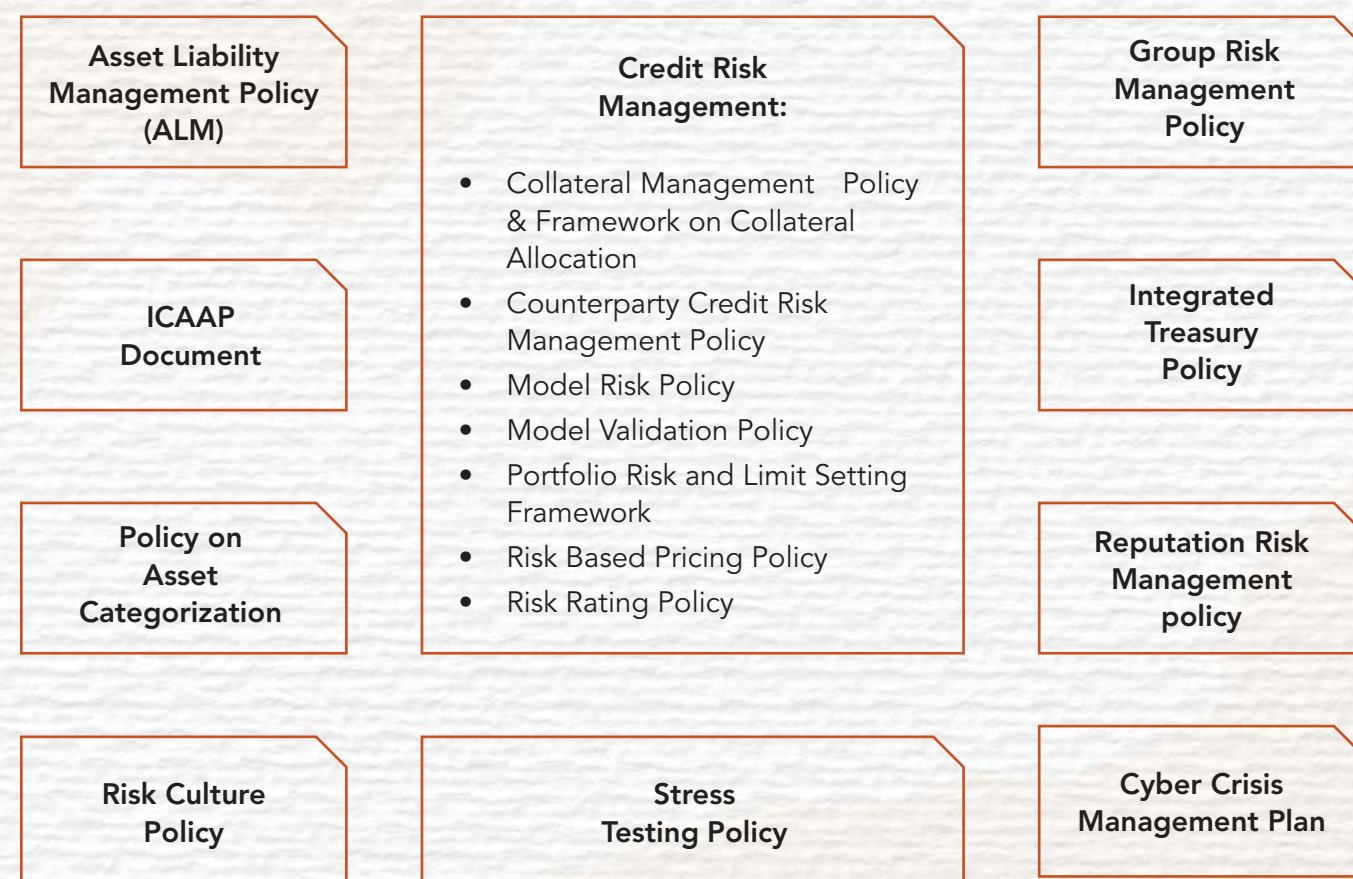 Asset Liability
Management Policy
(ALM)
ICAAP
Document
Policy on
Asset
Categorization
Risk Culture
Policy
Credit Risk
Management:
• Collateral Management Policy
& Framework on Collateral
Allocation
• Counterparty Credit Risk
Management Policy
• Model Risk Policy
• Model Validation Policy
• Portfolio Risk and Limit Setting
Framework
• Risk Based Pricing Policy
• Risk Rating Policy
Stress
Testing Policy
Group Risk
Management
Policy
Integrated
Treasury
Policy
Reputation Risk
Management
policy
Cyber Crisis
Management Plan